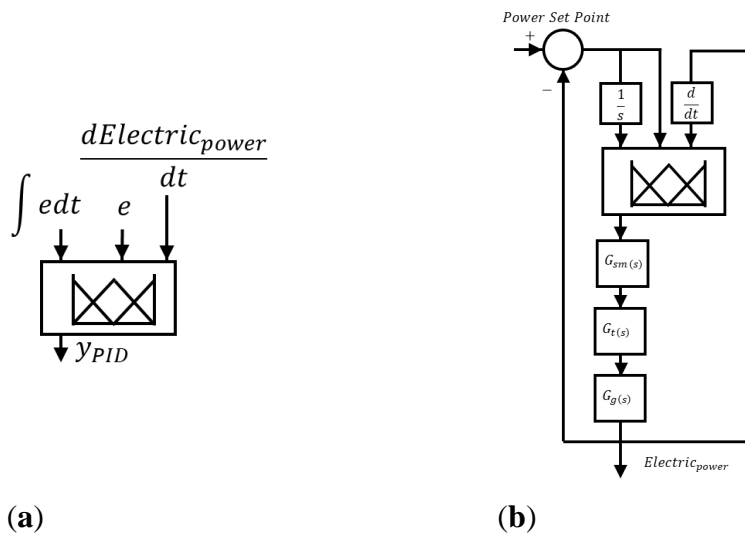 dElectric_power
dt
∫ edt
e
y_PID
(a)
Power Set Point
+
−
1
s
d
dt
G_sm(s)
G_t(s)
G_g(s)
Electric_power
(b)